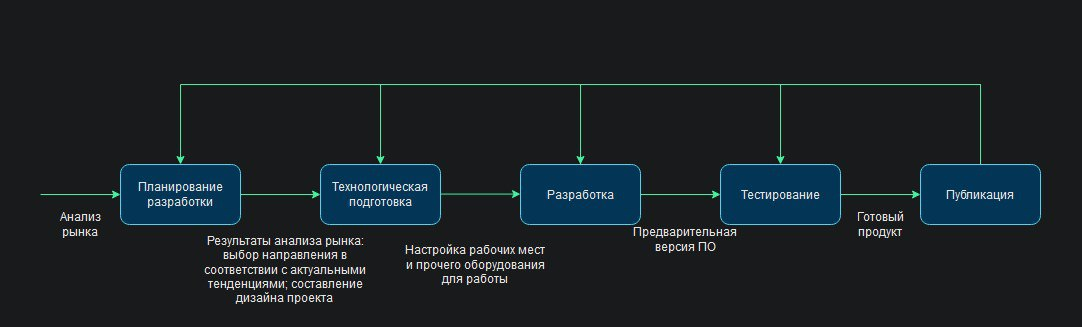 Планирование
разработки
Технологическая
подготовка
Разработка
Тестирование
Публикация
Анализ
рынка
Результаты анализа рынка:
выбор направления в
соответствии с актуальными
тенденциями; составление
дизайна проекта
Настройка рабочих мест
и прочего оборудования
для работы
Предварительная
версия ПО
Готовый
продукт